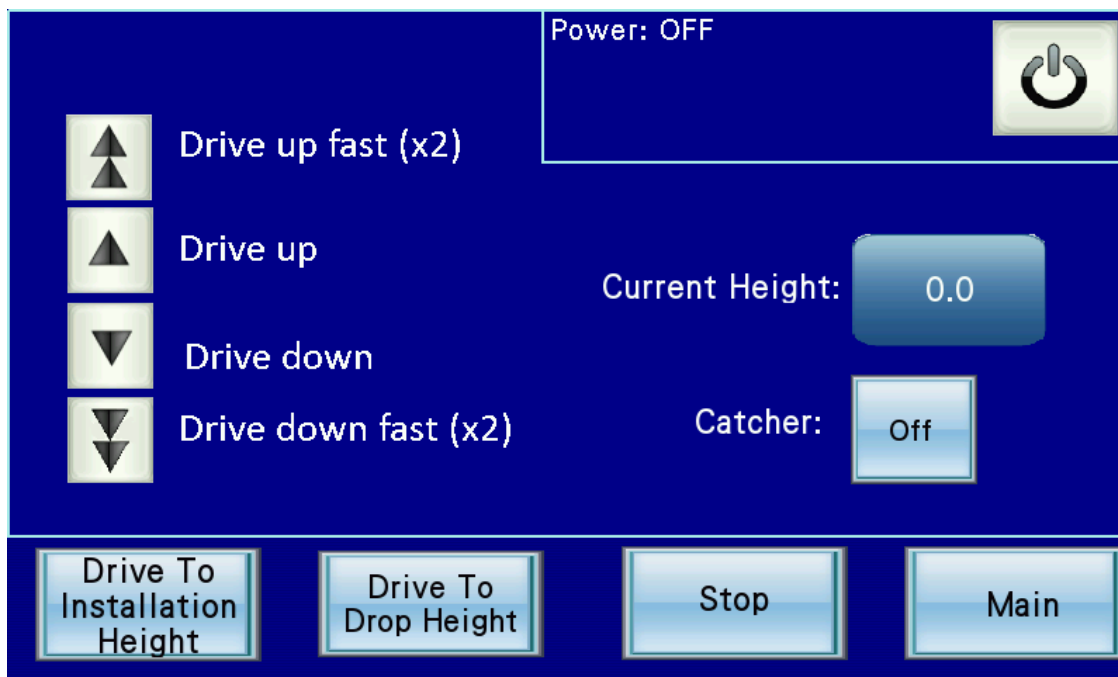 Power: OFF
Drive up fast (x2)
Drive up
Current Height:
0.0
Drive down
Catcher:
Off
Drive down fast (x2)
Drive To
Installation
Height
Drive To
Drop Height
Stop
Main